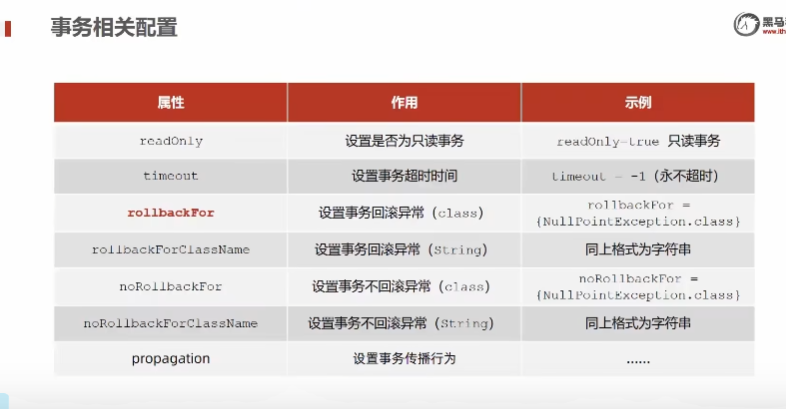 事务相关配置
黑马
www.ith
属性 作用 示例
readOnly 设置是否为只读事务 readOnly=true 只读事务
timeout 设置事务超时时间 timeout = -1（永不超时）
rollbackFor 设置事务回滚异常（class） rollbackFor =
{NullPointException.class}
rollbackForClassName 设置事务回滚异常（String） 同上格式为字符串
noRollbackFor 设置事务不回滚异常（class） noRollbackFor =
{NullPointException.class}
noRollbackForClassName 设置事务不回滚异常（String） 同上格式为字符串
propagation 设置事务传播行为 ......